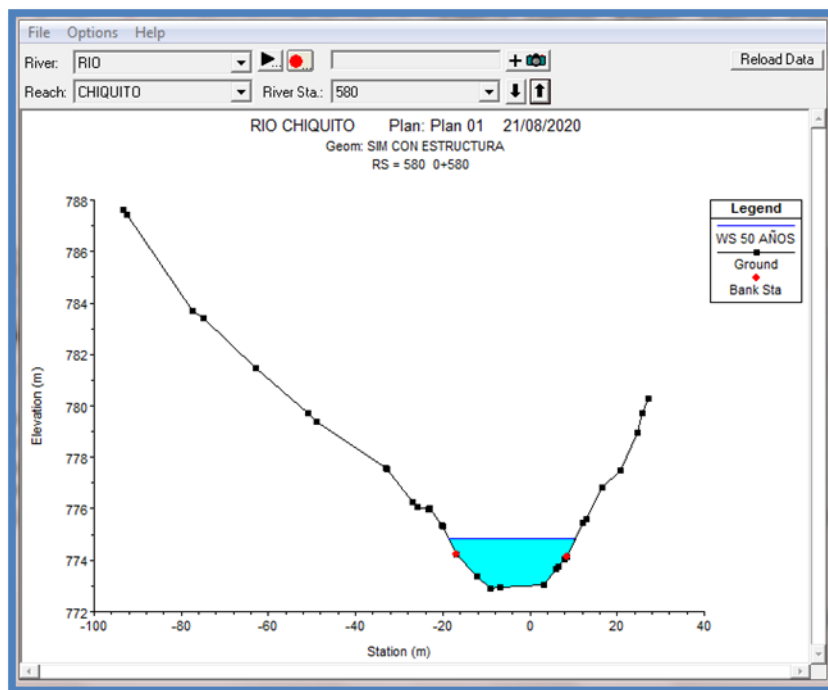 File Options Help
River: RIO Reload Data
Reach: CHIQUITO River Sta.: 580
RIO CHIQUITO Plan: Plan 01 21/08/2020
Geom: SIM CON ESTRUCTURA
RS = 580 0+580
Legend
WS 50 AÑOS
Ground
Bank Sta
Elevation (m)
788
786
784
782
780
778
776
774
772
-100 -80 -60 -40 -20 0 20 40
Station (m)